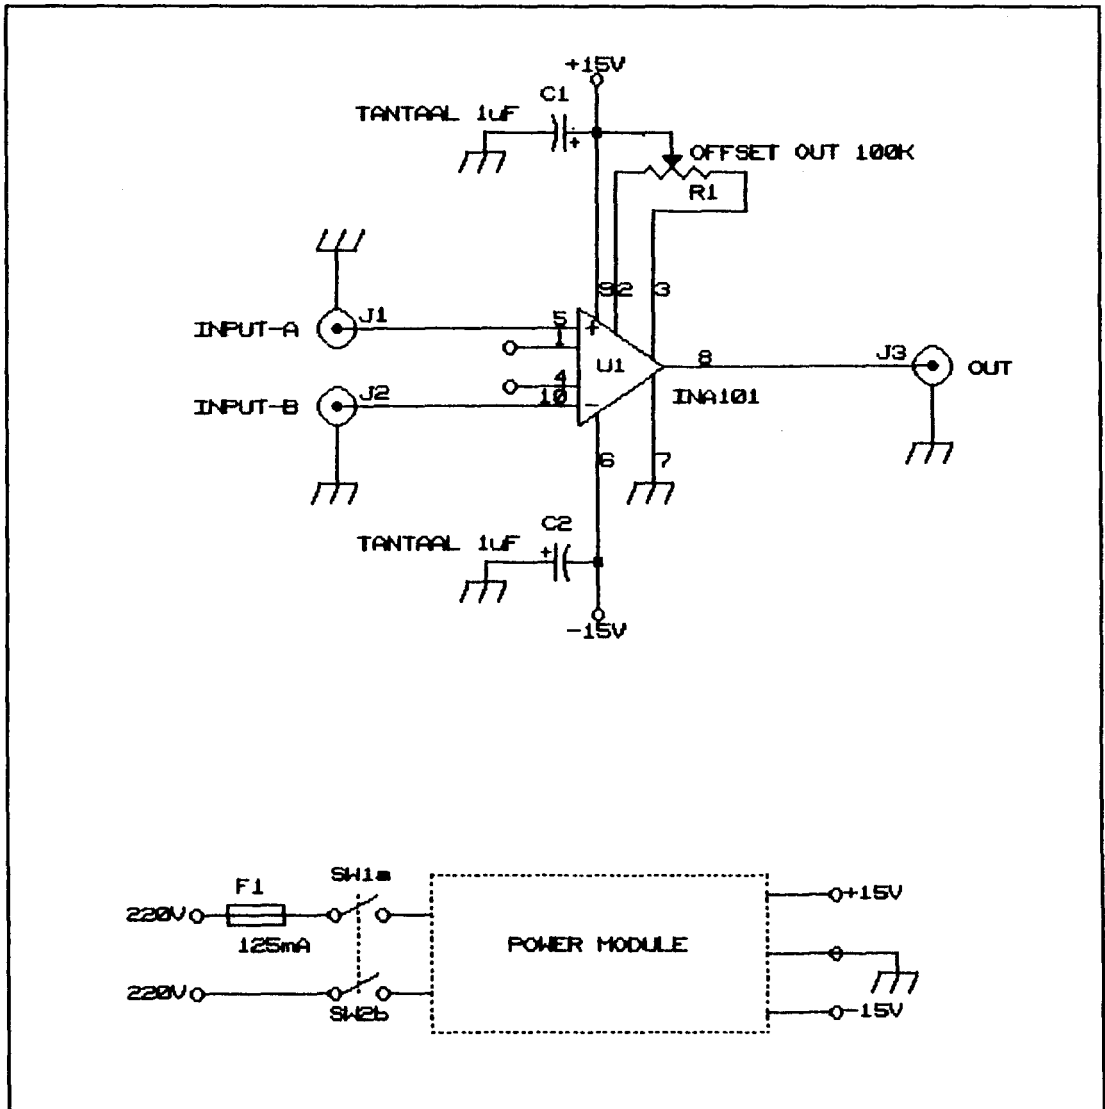 +15V
C1
TANTAAL 1uF
+
OFFSET OUT 100K
R1
9 2 3
J1
INPUT-A
5
+
1
U1
8
J3
OUT
4
INPUT-B
J2
10
-
INA101
6
7
C2
TANTAAL 1uF
+
-15V
SW1a
F1
220V
+15V
125mA
POWER MODULE
220V
SW2b
-15V